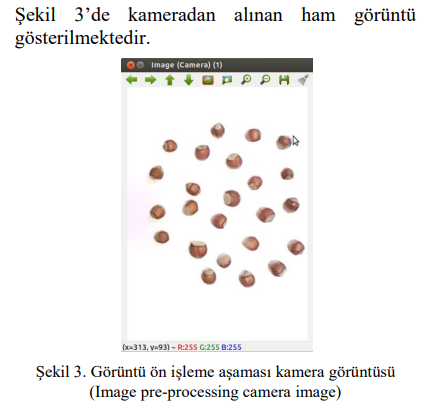 Şekil 3’de kameradan alınan ham görüntü
gösterilmektedir.
Image (Camera) (1)
(x=313, y=93) ~ R:255 G:255 B:255
Şekil 3. Görüntü ön işleme aşaması kamera görüntüsü
(Image pre-processing camera image)